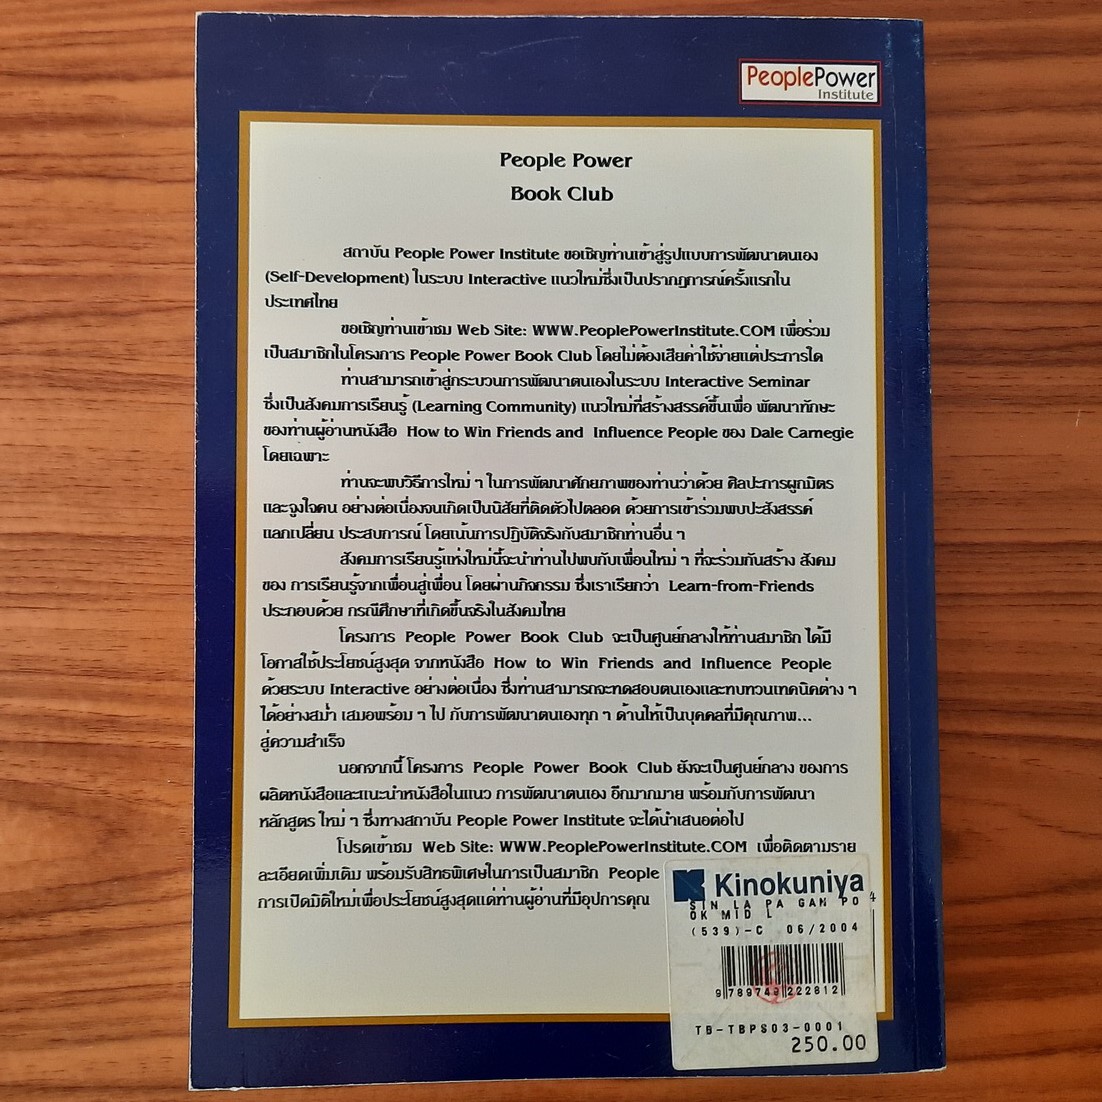 PeoplePower
Institute
People Power
Book Club
สถาบัน People Power Institute ขอเชิญท่านเข้าสู่รูปแบบการพัฒนาตนเอง
(Self-Development) ในระบบ Interactive แนวใหม่ซึ่งเป็นปรากฏการณ์ครั้งแรกใน
ประเทศไทย
ขอเชิญท่านเข้าชม Web Site: WWW.PeoplePowerInstitute.COM เพื่อร่วม
เป็นสมาชิกในโครงการ People Power Book Club โดยไม่ต้องเสียค่าใช้จ่ายแต่ประการใด
ท่านสามารถเข้าสู่กระบวนการพัฒนาตนเองในระบบ Interactive Seminar
ซึ่งเป็นสังคมการเรียนรู้ (Learning Community) แนวใหม่ที่สร้างสรรค์ขึ้นเพื่อ พัฒนาทักษะ
ของท่านผู้อ่านหนังสือ How to Win Friends and Influence People ของ Dale Carnegie
โดยเฉพาะ
ท่านจะพบวิธีการใหม่ ๆ ในการพัฒนาศักยภาพของท่านว่าด้วย ศิลปะการผูกมิตร
และจูงใจคน อย่างต่อเนื่องจนเกิดเป็นนิสัยที่ติดตัวไปตลอด ด้วยการเข้าร่วมพบปะสังสรรค์
แลกเปลี่ยน ประสบการณ์ โดยเน้นการปฏิบัติจริงกับสมาชิกท่านอื่น ๆ
สังคมการเรียนรู้แห่งใหม่นี้จะนำท่านไปพบกับเพื่อนใหม่ ๆ ที่จะร่วมกันสร้าง สังคม
ของ การเรียนรู้จากเพื่อนสู่เพื่อน โดยผ่านกิจกรรม ซึ่งเราเรียกว่า Learn-from-Friends
ประกอบด้วย กรณีศึกษาที่เกิดขึ้นจริงในสังคมไทย
โครงการ People Power Book Club จะเป็นศูนย์กลางให้ท่านสมาชิก ได้มี
โอกาสใช้ประโยชน์สูงสุด จากหนังสือ How to Win Friends and Influence People
ด้วยระบบ Interactive อย่างต่อเนื่อง ซึ่งท่านสามารถจะทดสอบตนเองและทบทวนเทคนิคต่าง ๆ
ได้อย่างสม่ำ เสมอพร้อม ๆ ไป กับการพัฒนาตนเองทุก ๆ ด้านให้เป็นบุคคลที่มีคุณภาพ...
สู่ความสำเร็จ
นอกจากนี้ โครงการ People Power Book Club ยังจะเป็นศูนย์กลาง ของการ
ผลิตหนังสือและแนะนำหนังสือในแนว การพัฒนาตนเอง อีกมากมาย พร้อมกับการพัฒนา
หลักสูตร ใหม่ ๆ ซึ่งทางสถาบัน People Power Institute จะได้นำเสนอต่อไป
โปรดเข้าชม Web Site: WWW.PeoplePowerInstitute.COM เพื่อติดตามราย
ละเอียดเพิ่มเติม พร้อมรับสิทธพิเศษในการเป็นสมาชิก People
การเปิดมิติใหม่เพื่อประโยชน์สูงสุดแด่ท่านผู้อ่านที่มีอุปการคุณ
Kinokuniya
SIN LA PA GAN PO
OK MID L
(539)-C 06/2004
9 789749 222812
TB-TBPS03-0001
250.00